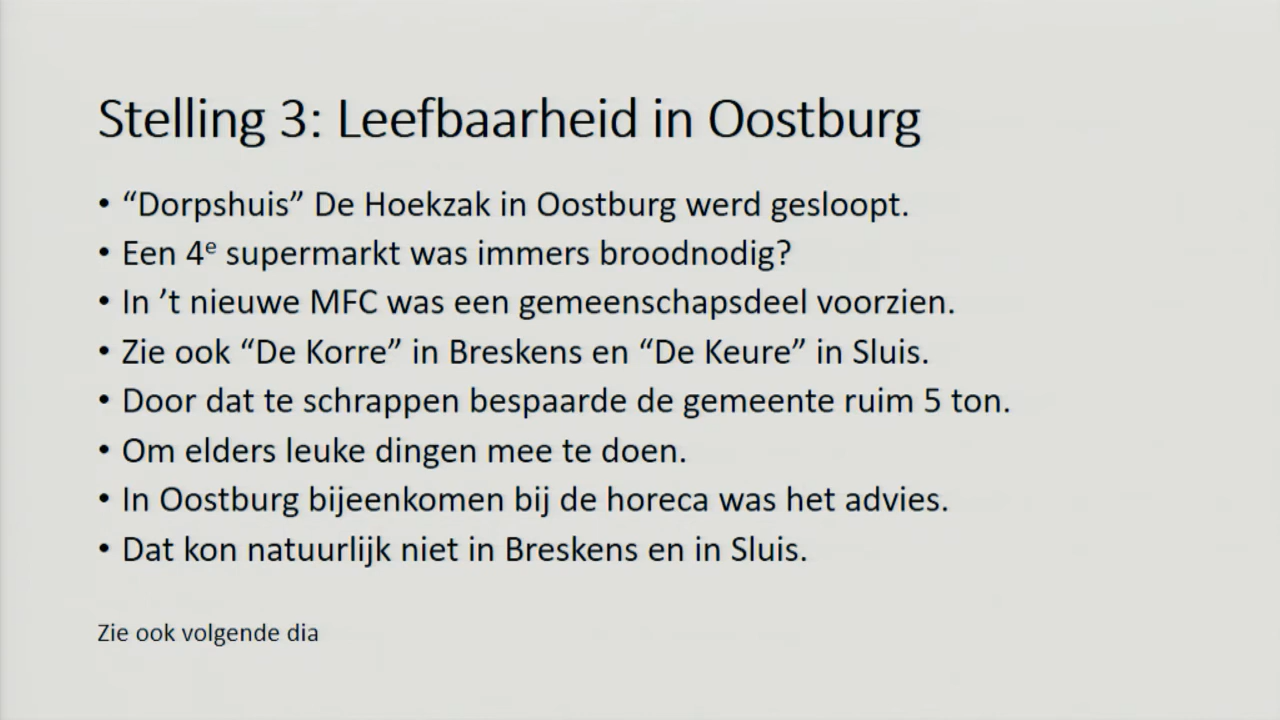 Stelling 3: Leefbaarheid in Oostburg
• “Dorpshuis” De Hoekzak in Oostburg werd gesloopt.
• Een 4ᵉ supermarkt was immers broodnodig?
• In ’t nieuwe MFC was een gemeenschapsdeel voorzien.
• Zie ook “De Korre” in Breskens en “De Keure” in Sluis.
• Door dat te schrappen bespaarde de gemeente ruim 5 ton.
• Om elders leuke dingen mee te doen.
• In Oostburg bijeenkomen bij de horeca was het advies.
• Dat kon natuurlijk niet in Breskens en in Sluis.
Zie ook volgende dia